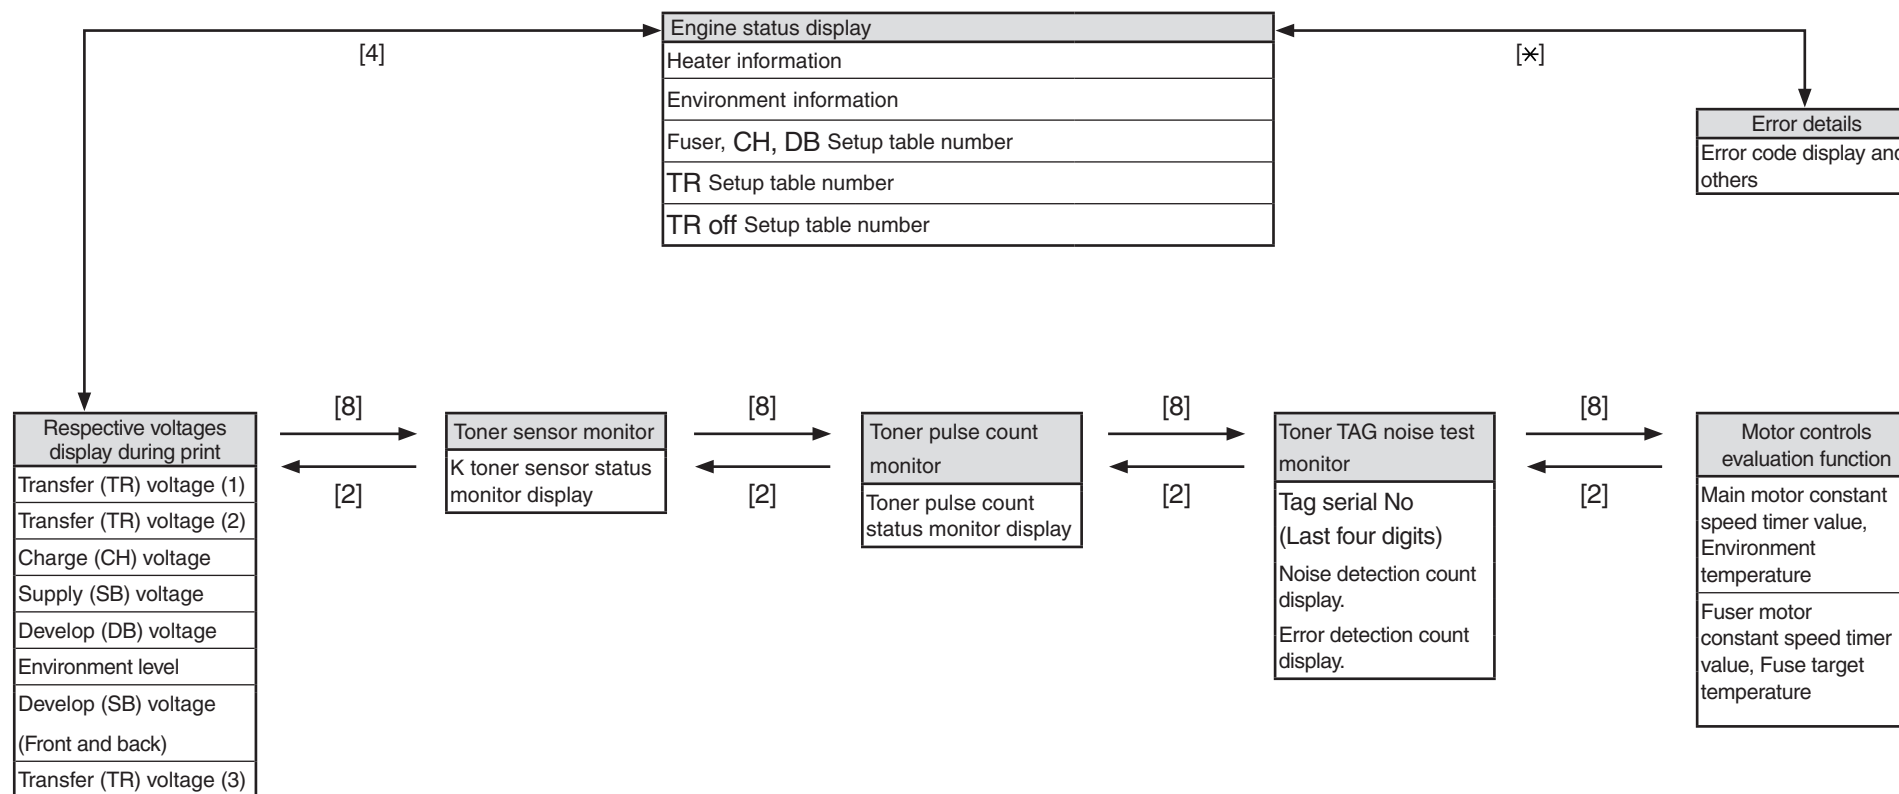 Engine status display
[4]
[✳]
Heater information
Environment information
Fuser, CH, DB Setup table number
TR Setup table number
TR off Setup table number
Error details
Error code display and
others
[8]
[8]
[8]
[8]
[2]
[2]
[2]
[2]
Respective voltages
display during print
Transfer (TR) voltage (1)
Transfer (TR) voltage (2)
Charge (CH) voltage
Supply (SB) voltage
Develop (DB) voltage
Environment level
Develop (SB) voltage
(Front and back)
Transfer (TR) voltage (3)
Toner sensor monitor
K toner sensor status
monitor display
Toner pulse count
monitor
Toner pulse count
status monitor display
Toner TAG noise test
monitor
Tag serial No
(Last four digits)
Noise detection count
display.
Error detection count
display.
Motor controls
evaluation function
Main motor constant
speed timer value,
Environment
temperature
Fuser motor
constant speed timer
value, Fuse target
temperature